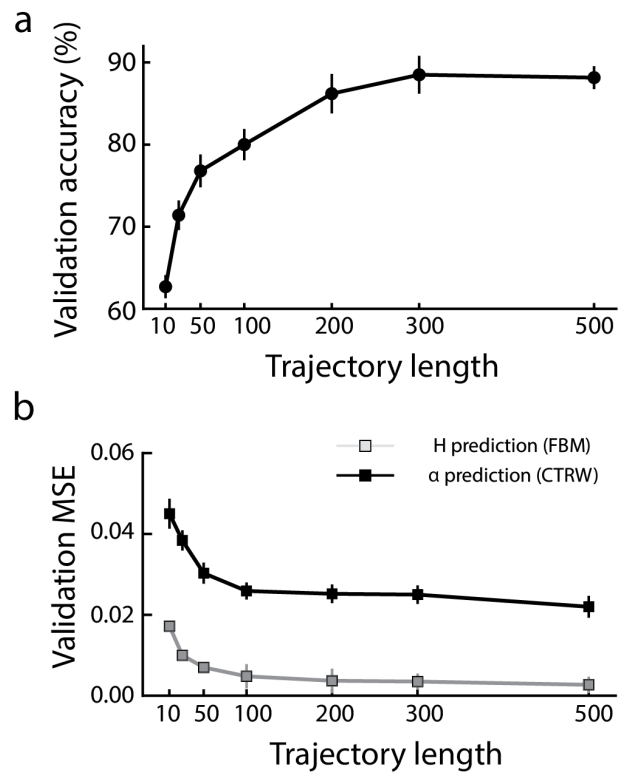 a
Validation accuracy (%)
90
80
70
60
10 50 100 200 300 500
Trajectory length
b
Validation MSE
0.06
0.04
0.02
0.00
H prediction (FBM)
α prediction (CTRW)
10 50 100 200 300 500
Trajectory length